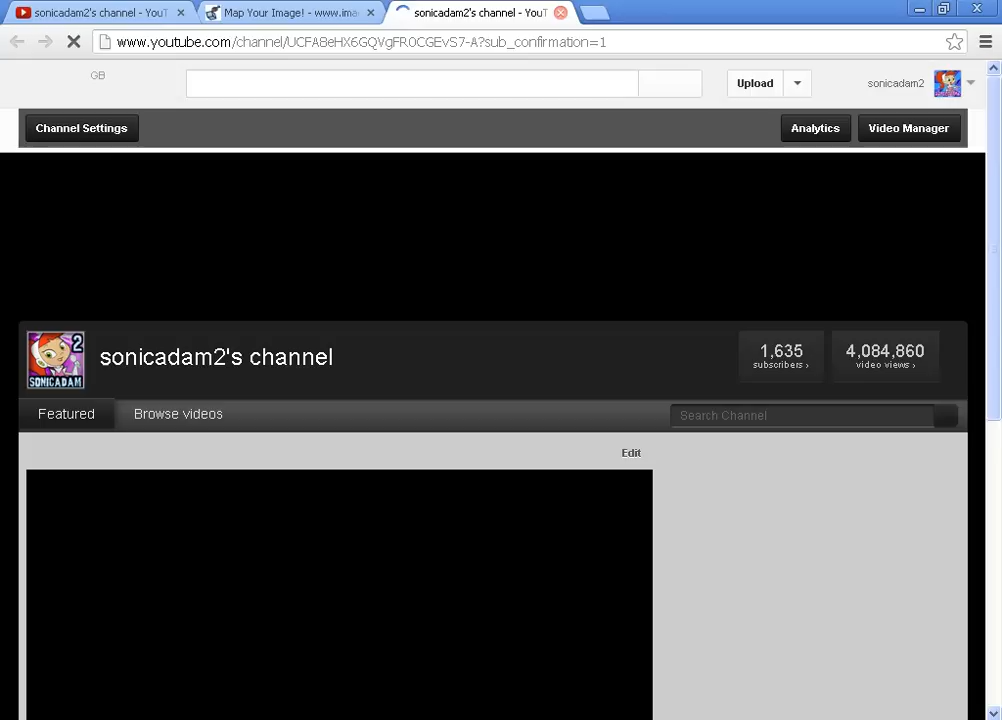 sonicadam2's channel - YouT
Map Your Image! - www.ima
sonicadam2's channel - YouT
www.youtube.com/channel/UCFA8eHX6GQVgFR0CGEvS7-A?sub_confirmation=1
GB
Upload
sonicadam2
Channel Settings
Analytics
Video Manager
2
SONICADAM
sonicadam2's channel
1,635
subscribers ›
4,084,860
video views ›
Featured
Browse videos
Search Channel
Edit